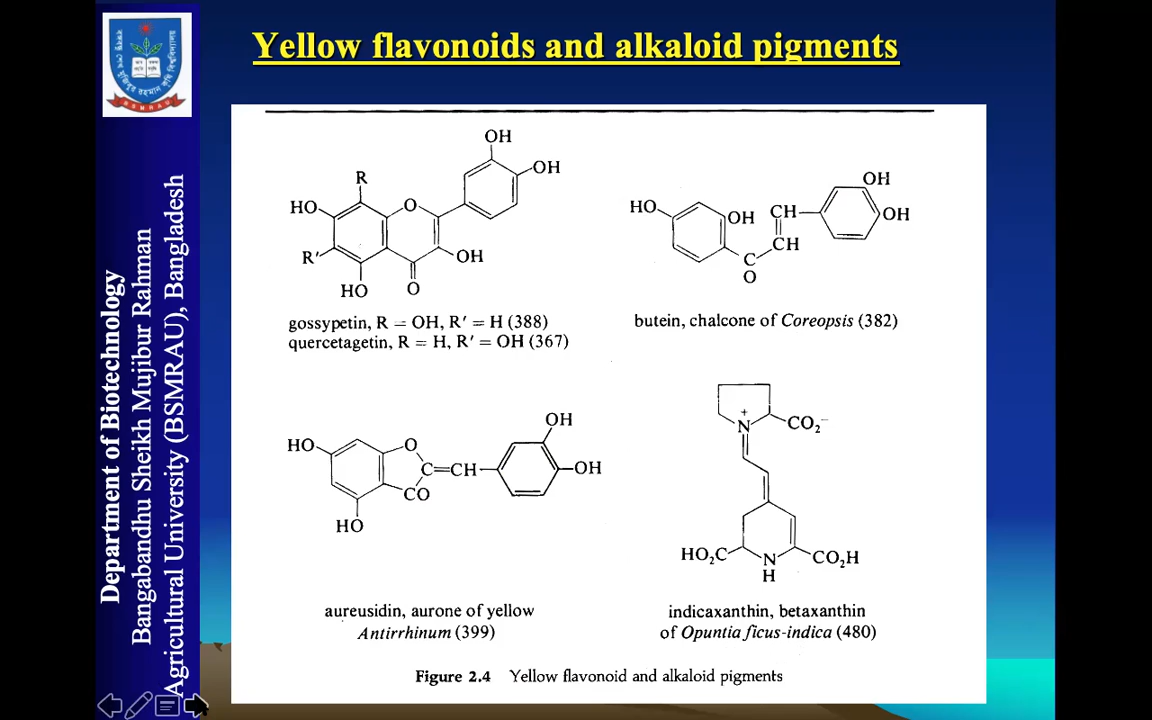 Yellow flavonoids and alkaloid pigments
BSMRAU
Department of Biotechnology
Bangabandhu Sheikh Mujibur Rahman
Agricultural University (BSMRAU), Bangladesh
OH
OH
R
HO
O
R'
OH
HO
O
gossypetin, R = OH, R' = H (388)
quercetagetin, R = H, R' = OH (367)
OH
HO
OH
CH
OH
CH
C
O
butein, chalcone of Coreopsis (382)
OH
HO
O
C=CH
OH
CO
HO
aureusidin, aurone of yellow
Antirrhinum (399)
+
N
CO₂⁻
HO₂C
N
CO₂H
H
indicaxanthin, betaxanthin
of Opuntia ficus-indica (480)
Figure 2.4 Yellow flavonoid and alkaloid pigments